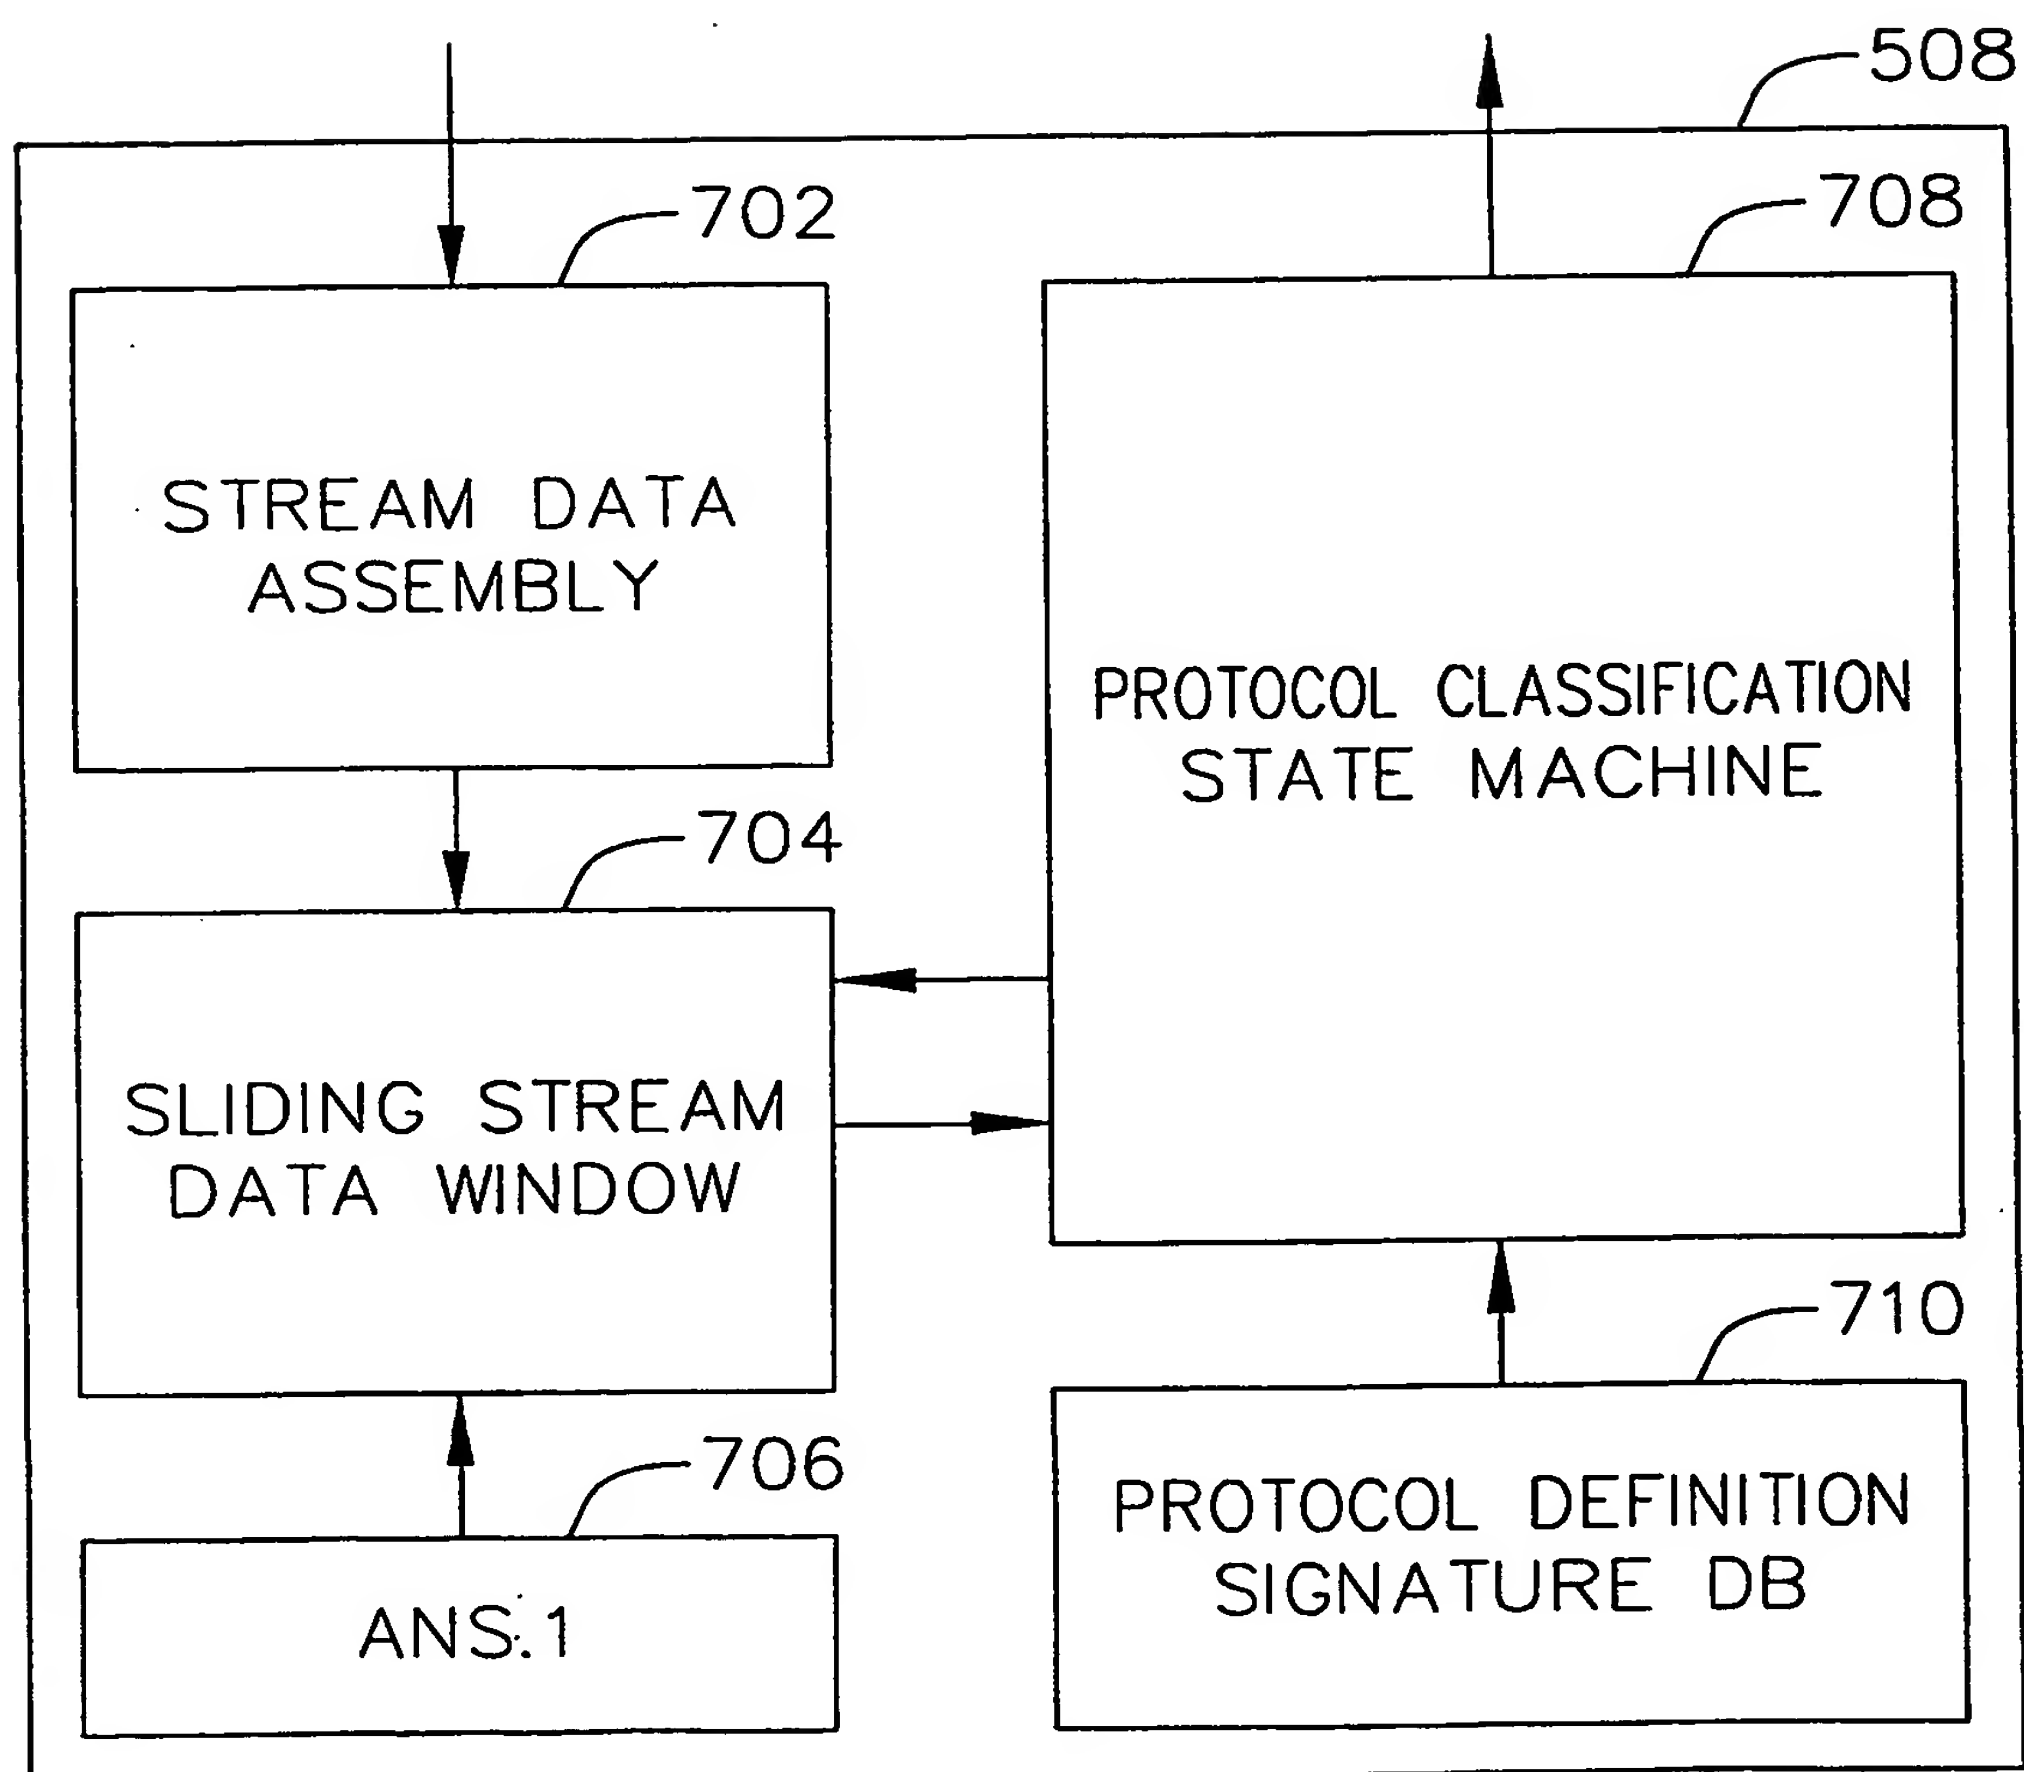 508
702
STREAM DATA
ASSEMBLY
708
PROTOCOL CLASSIFICATION
STATE MACHINE
704
SLIDING STREAM
DATA WINDOW
706
ANS.1
710
PROTOCOL DEFINITION
SIGNATURE DB